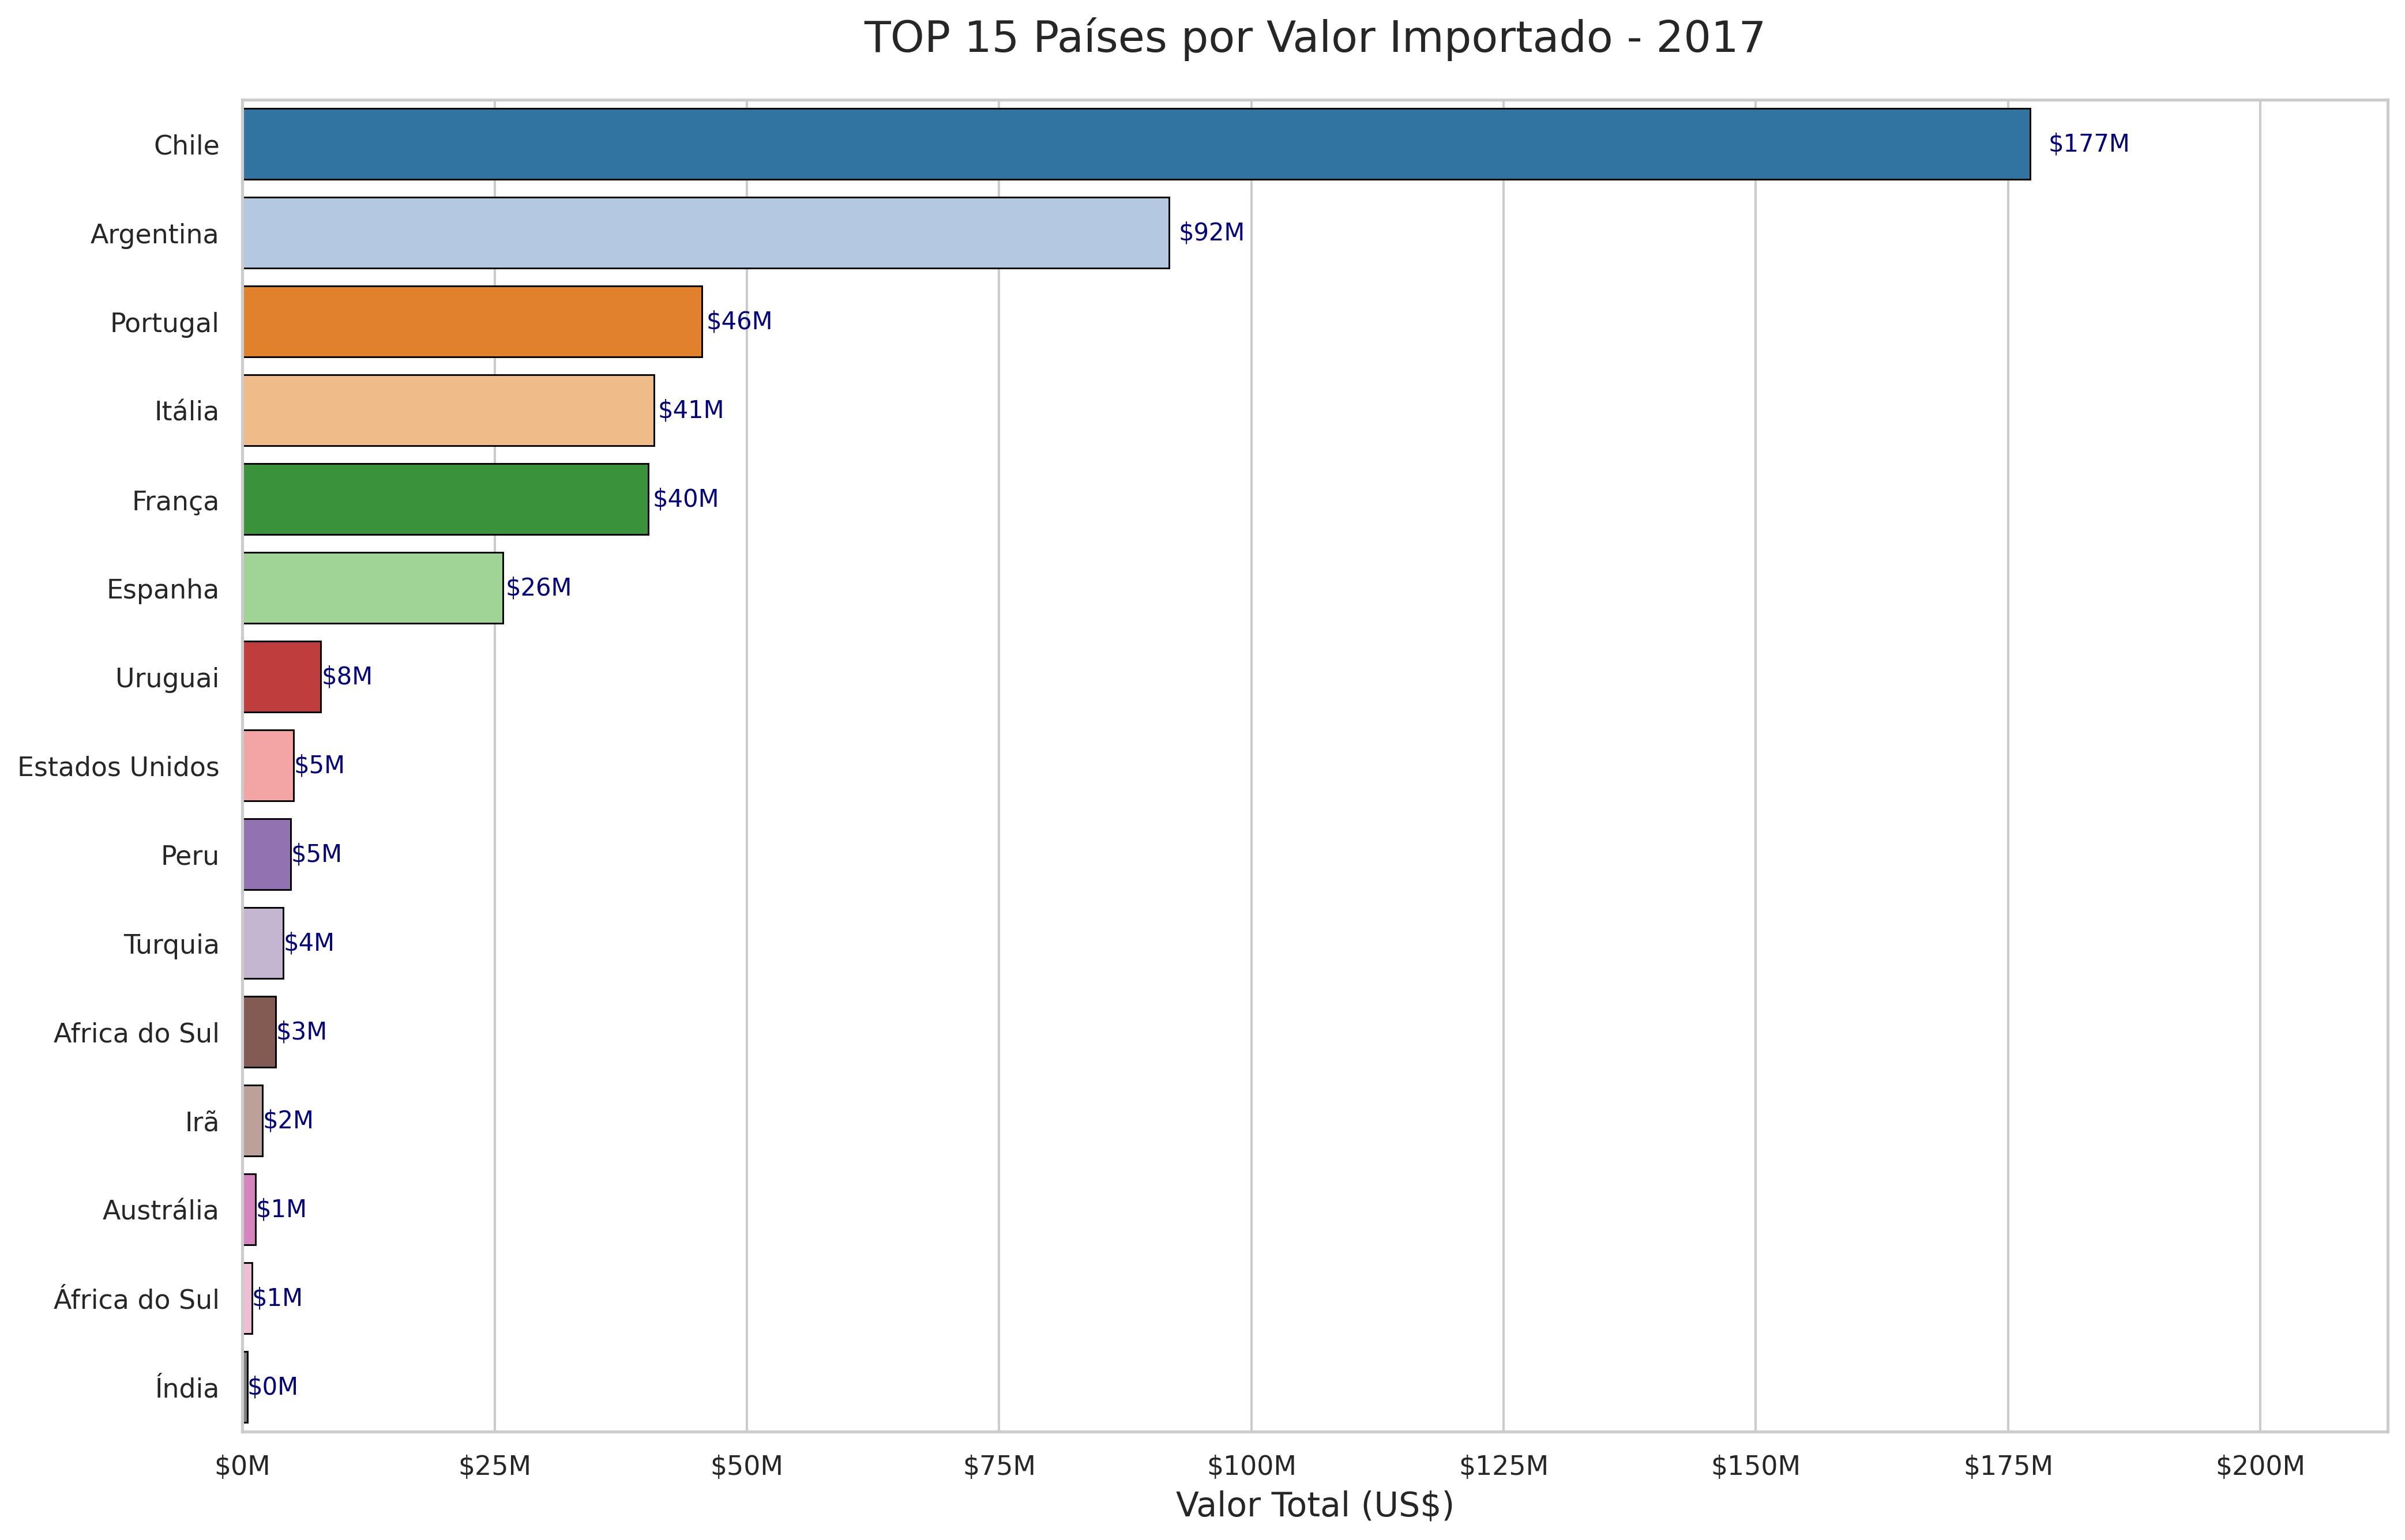 TOP 15 Países por Valor Importado - 2017
Chile $177M
Argentina $92M
Portugal $46M
Itália $41M
França $40M
Espanha $26M
Uruguai $8M
Estados Unidos $5M
Peru $5M
Turquia $4M
Africa do Sul $3M
Irã $2M
Austrália $1M
África do Sul $1M
Índia $0M
$0M $25M $50M $75M $100M $125M $150M $175M $200M
Valor Total (US$)